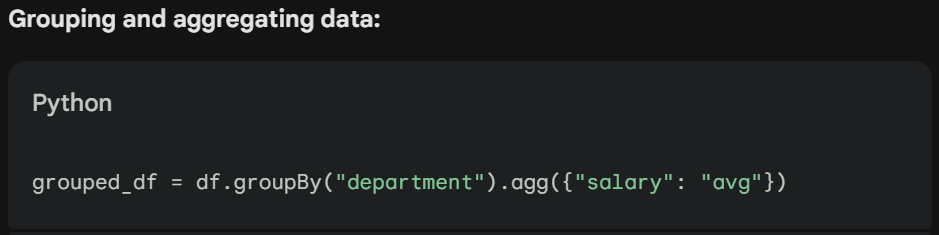 Grouping and aggregating data:
Python
grouped_df = df.groupBy("department").agg({"salary": "avg"})